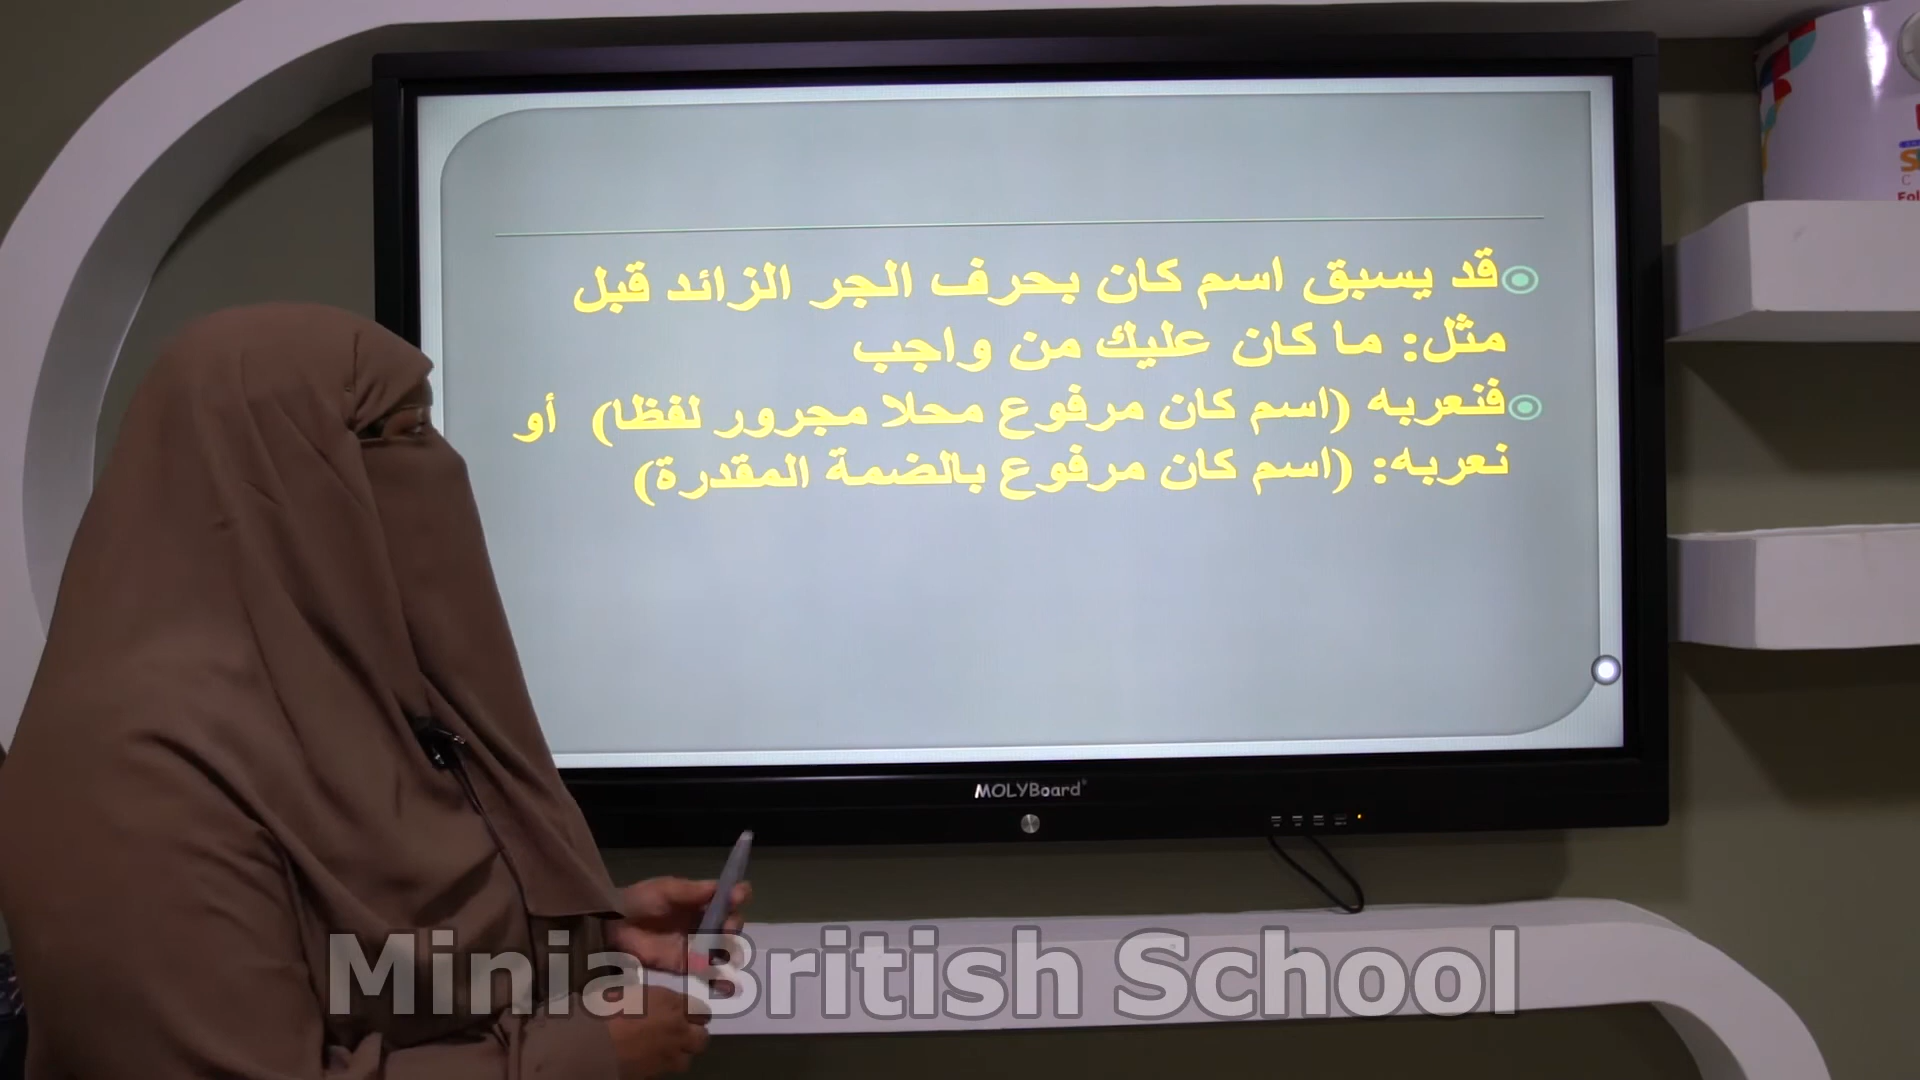 قد يسبق اسم كان بحرف الجر الزائد قبل
مثل: ما كان عليك من واجب
فنعربه (اسم كان مرفوع محلا مجرور لفظا) أو
نعربه: (اسم كان مرفوع بالضمة المقدرة)
MOLYBoard
Minia British School